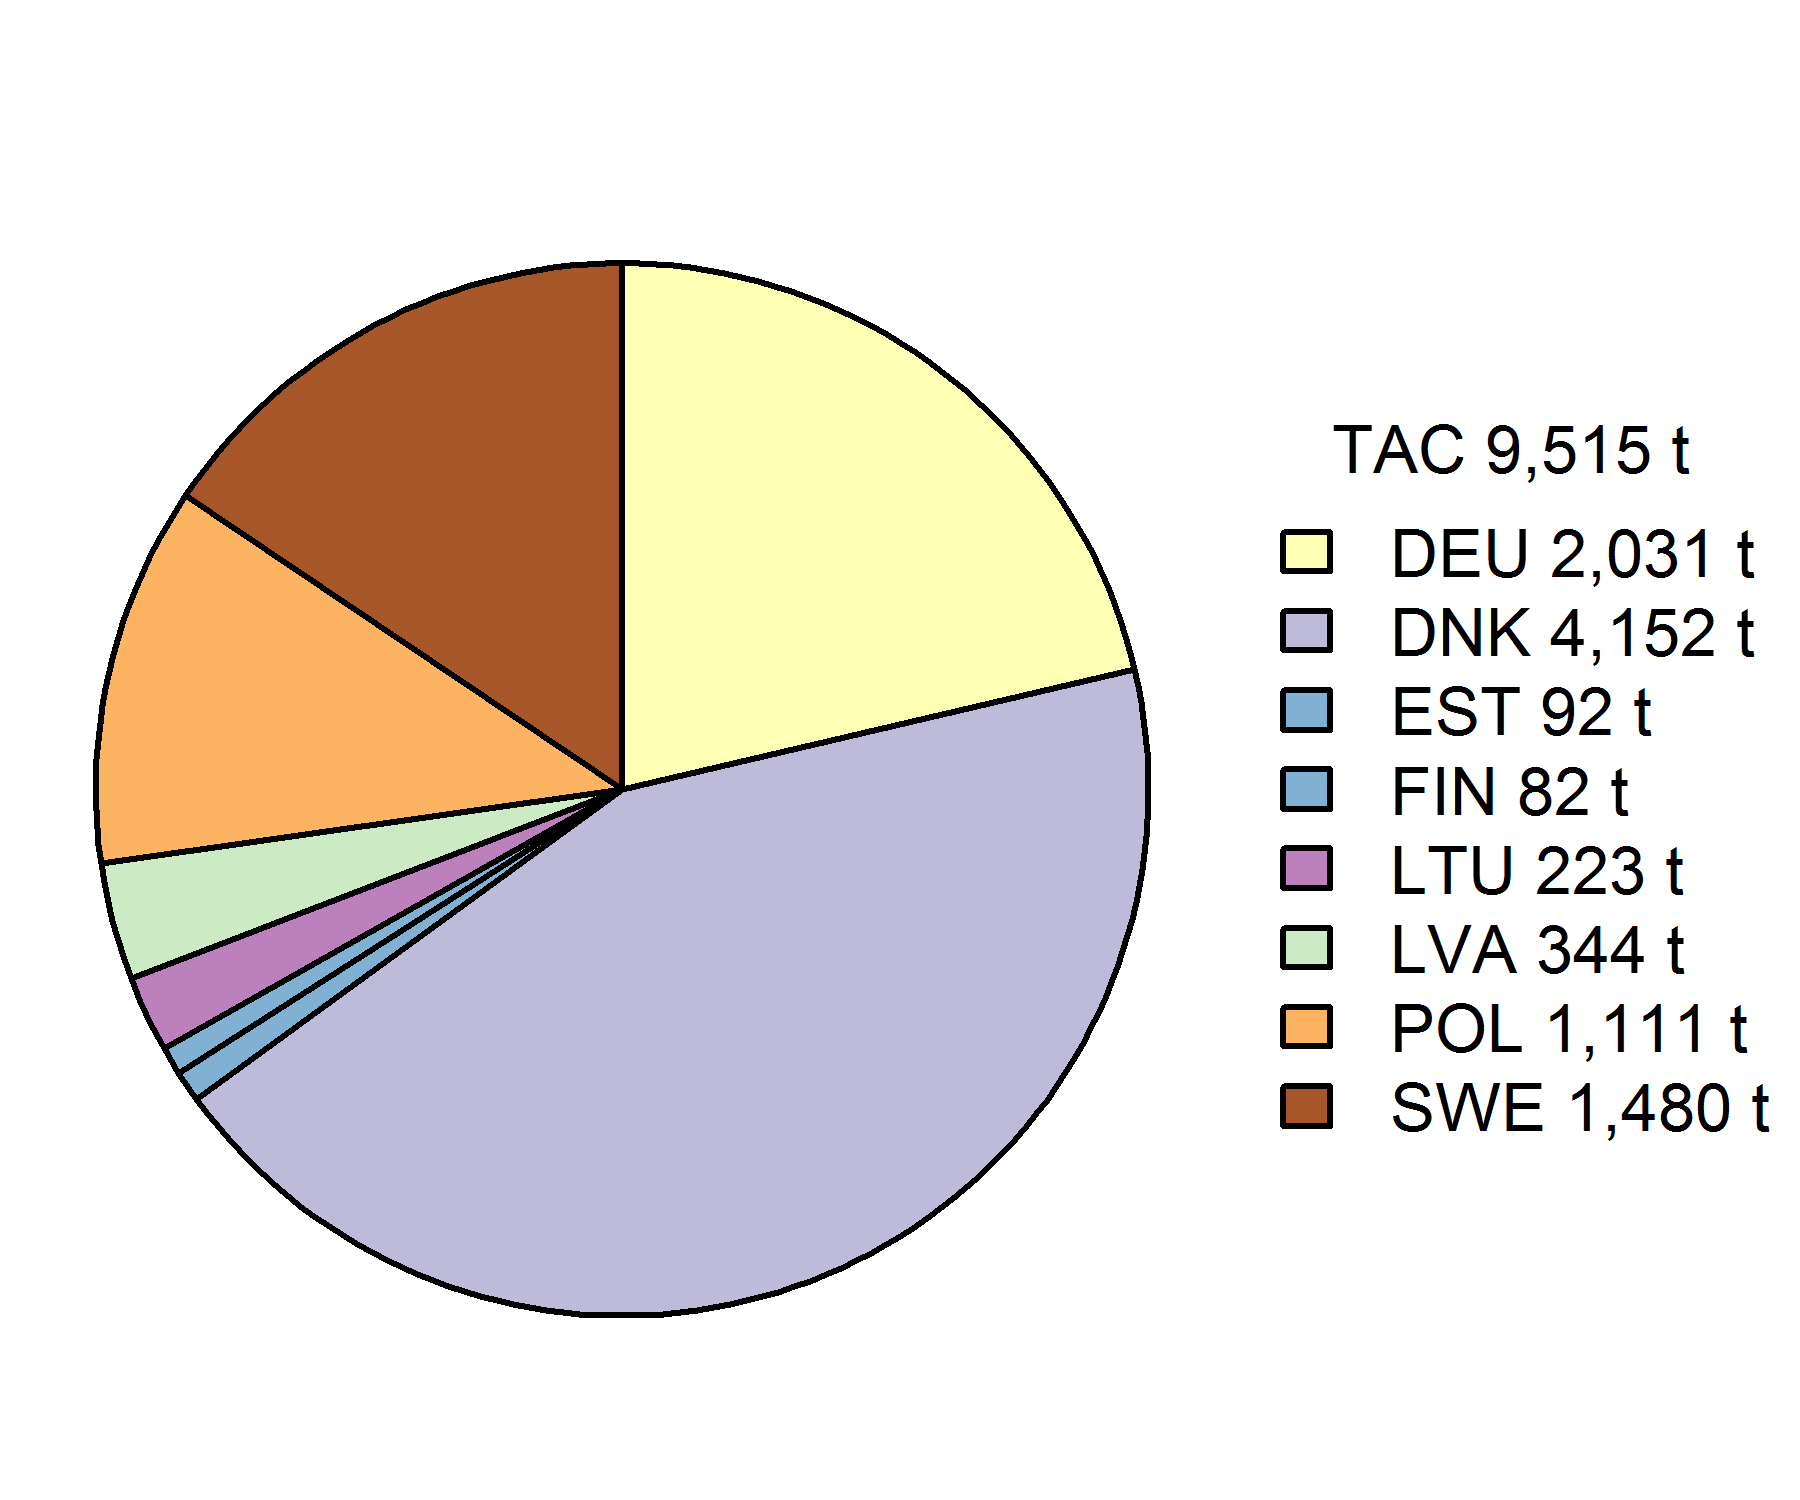 TAC 9,515 t
DEU 2,031 t
DNK 4,152 t
EST 92 t
FIN 82 t
LTU 223 t
LVA 344 t
POL 1,111 t
SWE 1,480 t